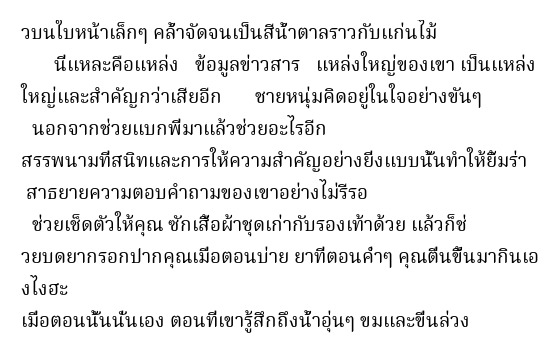 วบนใบหน้าเล็กๆ คล้ำจัดจนเป็นสีน้ำตาลราวกับแก่นไม้
นี่แหละคือแหล่ง ข้อมูลข่าวสาร แหล่งใหญ่ของเขา เป็นแหล่ง
ใหญ่และสำคัญกว่าเสียอีก ชายหนุ่มคิดอยู่ในใจอย่างขันๆ
นอกจากช่วยแบกพี่มาแล้วช่วยอะไรอีก
สรรพนามที่สนิทและการให้ความสำคัญอย่างยิ่งแบบนั้นทำให้ยิ้มร่า
สาธยายความตอบคำถามของเขาอย่างไม่รีรอ
ช่วยเช็ดตัวให้คุณ ซักเสื้อผ้าชุดเก่ากับรองเท้าด้วย แล้วก็ช่
วยบดยากรอกปากคุณเมื่อตอนบ่าย ยาที่ตอนค่ำๆ คุณตื่นขึ้นมากินเอ
งไงฮะ
เมื่อตอนนั้นนั่นเอง ตอนที่เขารู้สึกถึงน้ำอุ่นๆ ขมและขื่นล่วง